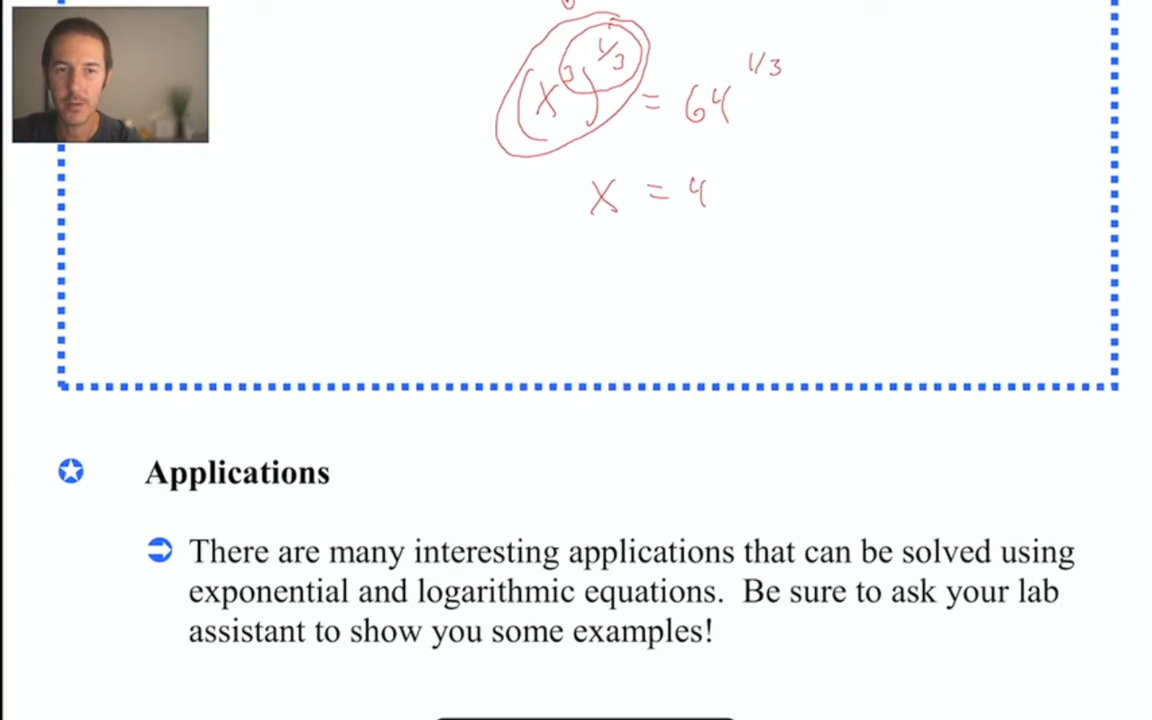 (x³)^1/3 = 64^1/3
x = 4
Applications
There are many interesting applications that can be solved using
exponential and logarithmic equations.  Be sure to ask your lab
assistant to show you some examples!